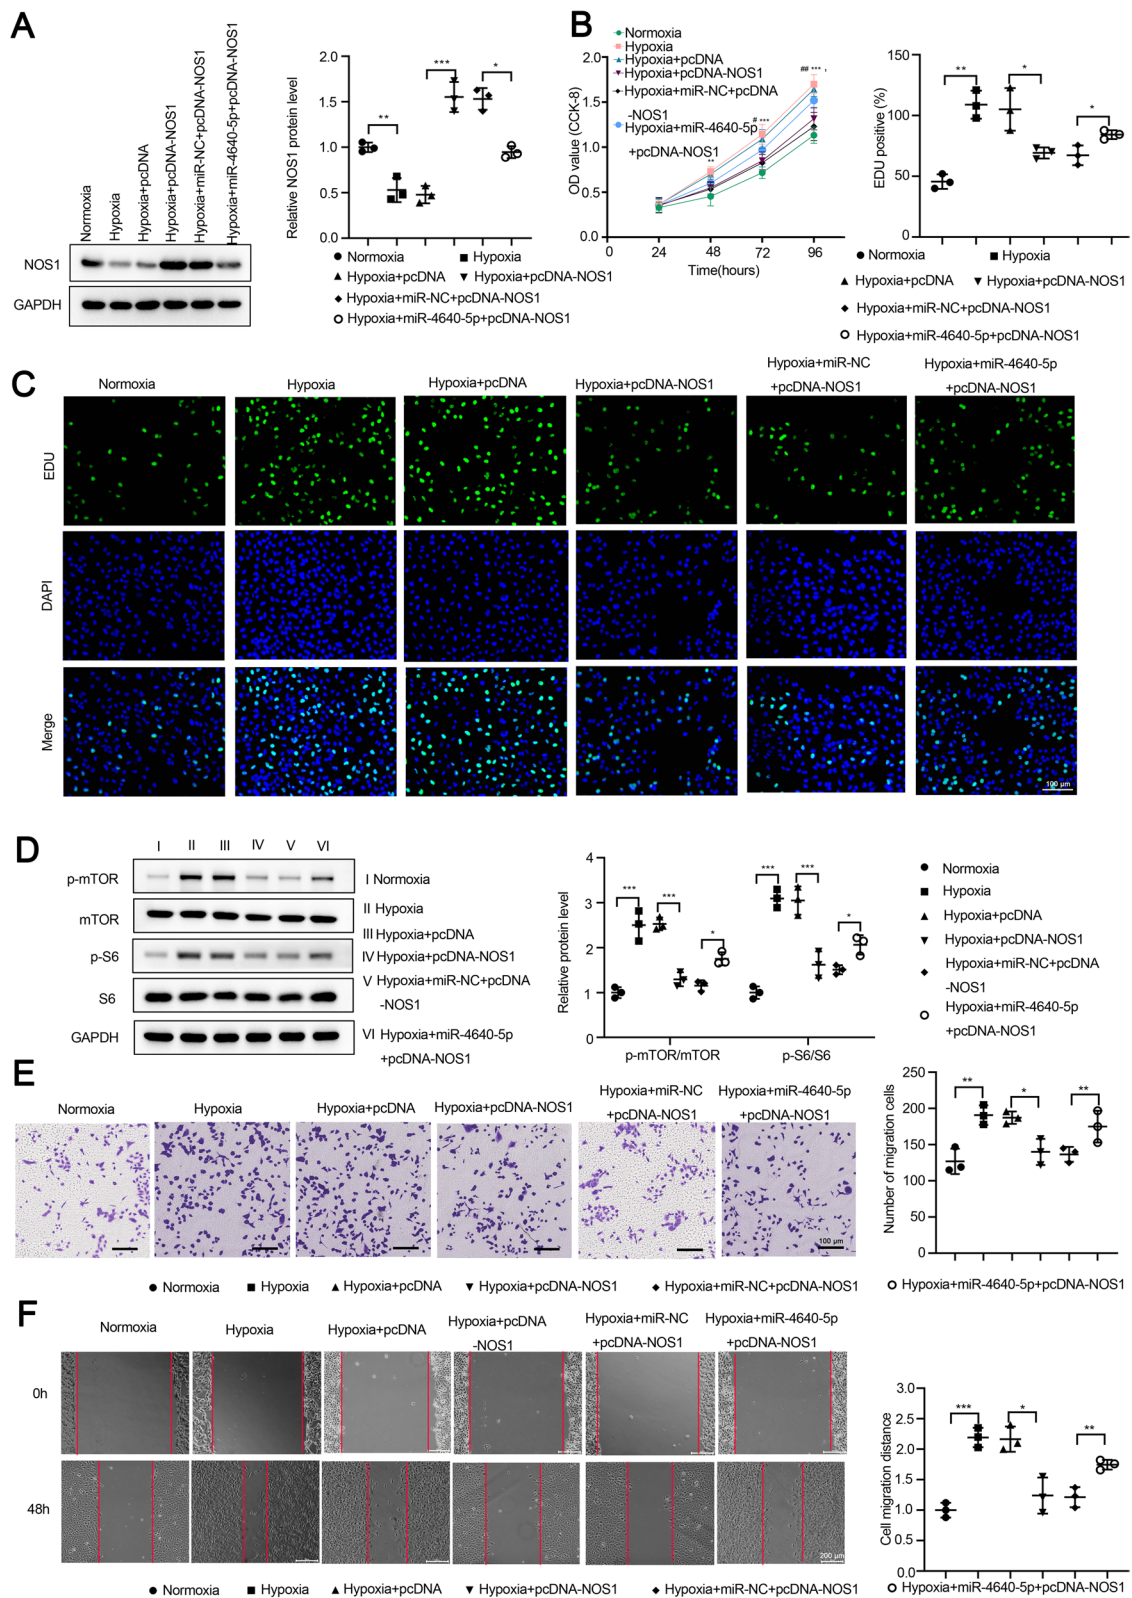 A
Normoxia
Hypoxia
Hypoxia+pcDNA
Hypoxia+pcDNA-NOS1
Hypoxia+miR-NC+pcDNA-NOS1
Hypoxia+miR-4640-5p+pcDNA-NOS1
NOS1
GAPDH
Relative NOS1 protein level
2.0
1.5
1.0
0.5
0.0
**
***
*
Normoxia
Hypoxia
Hypoxia+pcDNA
Hypoxia+pcDNA-NOS1
Hypoxia+miR-NC+pcDNA-NOS1
Hypoxia+miR-4640-5p+pcDNA-NOS1
B
Normoxia
Hypoxia
Hypoxia+pcDNA
Hypoxia+pcDNA-NOS1
Hypoxia+miR-NC+pcDNA
-NOS1
Hypoxia+miR-4640-5p
+pcDNA-NOS1
OD value (CCK-8)
2.0
1.5
1.0
0.5
0.0
**
# ***
## *** ,
0
24
48
72
96
Time(hours)
EDU positive (%)
150
100
50
0
**
*
*
Normoxia
Hypoxia
Hypoxia+pcDNA
Hypoxia+pcDNA-NOS1
Hypoxia+miR-NC+pcDNA-NOS1
Hypoxia+miR-4640-5p+pcDNA-NOS1
C
Normoxia
Hypoxia
Hypoxia+pcDNA
Hypoxia+pcDNA-NOS1
Hypoxia+miR-NC
+pcDNA-NOS1
Hypoxia+miR-4640-5p
+pcDNA-NOS1
EDU
DAPI
Merge
100 μm
D
I II III IV V VI
p-mTOR
mTOR
p-S6
S6
GAPDH
I Normoxia
II Hypoxia
III Hypoxia+pcDNA
IV Hypoxia+pcDNA-NOS1
V Hypoxia+miR-NC+pcDNA
-NOS1
VI Hypoxia+miR-4640-5p
+pcDNA-NOS1
Relative protein level
4
3
2
1
0
***
***
*
***
***
*
p-mTOR/mTOR
p-S6/S6
Normoxia
Hypoxia
Hypoxia+pcDNA
Hypoxia+pcDNA-NOS1
Hypoxia+miR-NC+pcDNA
-NOS1
Hypoxia+miR-4640-5p
+pcDNA-NOS1
E
Normoxia
Hypoxia
Hypoxia+pcDNA
Hypoxia+pcDNA-NOS1
Hypoxia+miR-NC
+pcDNA-NOS1
Hypoxia+miR-4640-5p
+pcDNA-NOS1
100 μm
Number of migration cells
250
200
150
100
50
0
**
*
**
Normoxia
Hypoxia
Hypoxia+pcDNA
Hypoxia+pcDNA-NOS1
Hypoxia+miR-NC+pcDNA-NOS1
Hypoxia+miR-4640-5p+pcDNA-NOS1
F
Normoxia
Hypoxia
Hypoxia+pcDNA
Hypoxia+pcDNA
-NOS1
Hypoxia+miR-NC
+pcDNA-NOS1
Hypoxia+miR-4640-5p
+pcDNA-NOS1
0h
48h
200 μm
Cell migration distance
3.0
2.5
2.0
1.5
1.0
0.5
0.0
***
*
**
Normoxia
Hypoxia
Hypoxia+pcDNA
Hypoxia+pcDNA-NOS1
Hypoxia+miR-NC+pcDNA-NOS1
Hypoxia+miR-4640-5p+pcDNA-NOS1